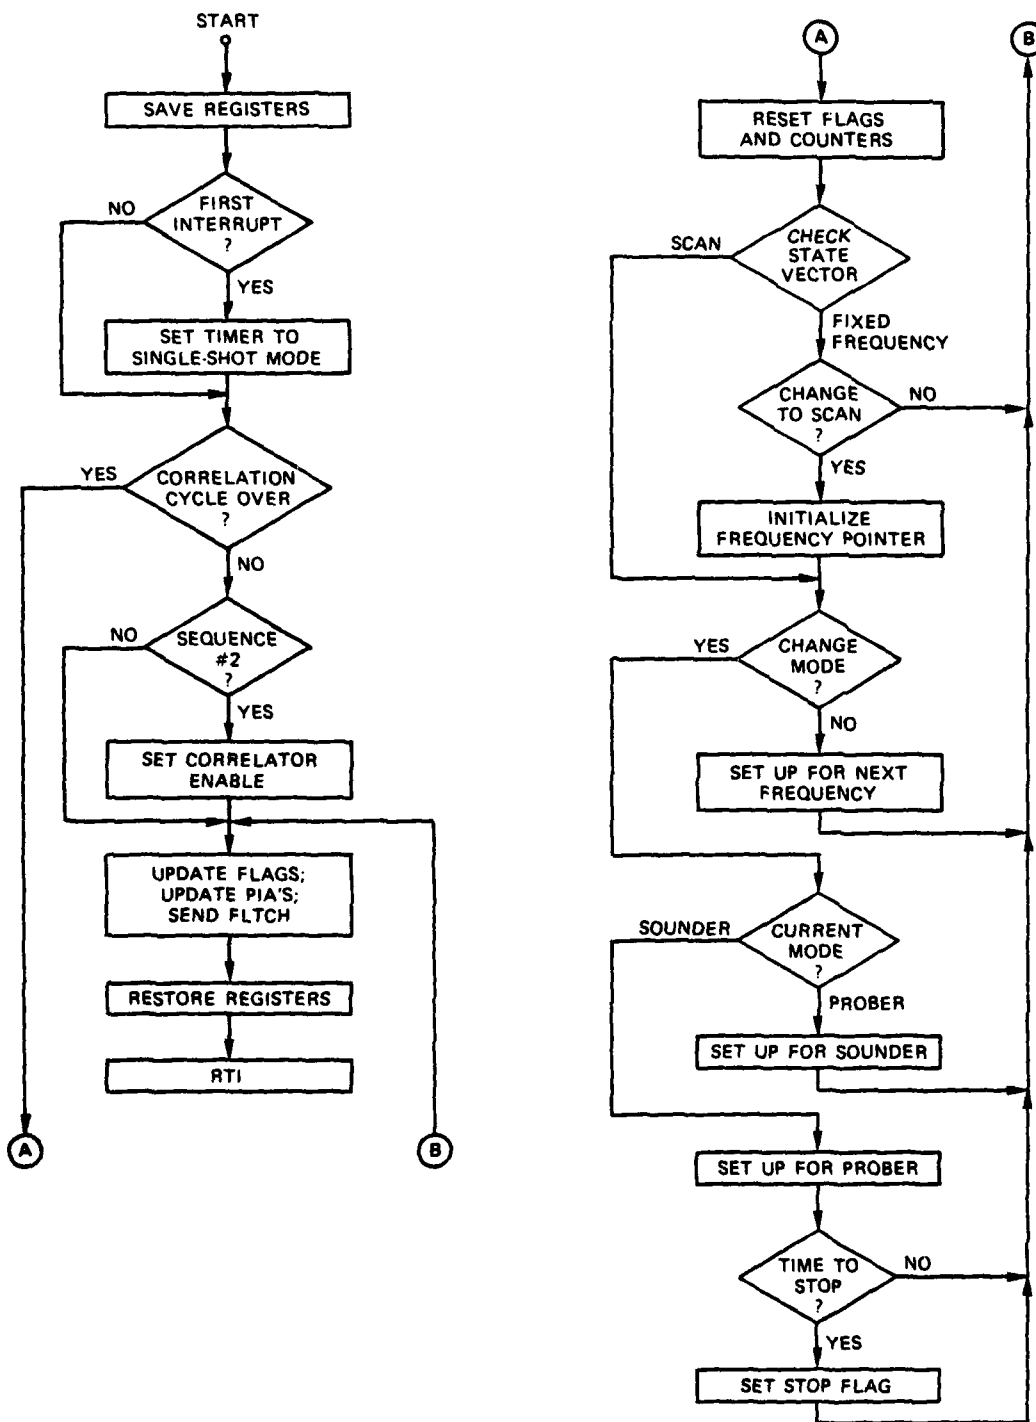 START
SAVE REGISTERS
NO
FIRST
INTERRUPT
?
YES
SET TIMER TO
SINGLE-SHOT MODE
YES
CORRELATION
CYCLE OVER
?
NO
NO
SEQUENCE
#2
?
YES
SET CORRELATOR
ENABLE
UPDATE FLAGS;
UPDATE PIA'S;
SEND FLTCH
RESTORE REGISTERS
RTI
A
B
A
B
RESET FLAGS
AND COUNTERS
SCAN
CHECK
STATE
VECTOR
FIXED
FREQUENCY
CHANGE
TO SCAN
?
NO
YES
INITIALIZE
FREQUENCY POINTER
YES
CHANGE
MODE
?
NO
SET UP FOR NEXT
FREQUENCY
SOUNDER
CURRENT
MODE
?
PROBER
SET UP FOR SOUNDER
SET UP FOR PROBER
TIME TO
STOP
?
NO
YES
SET STOP FLAG